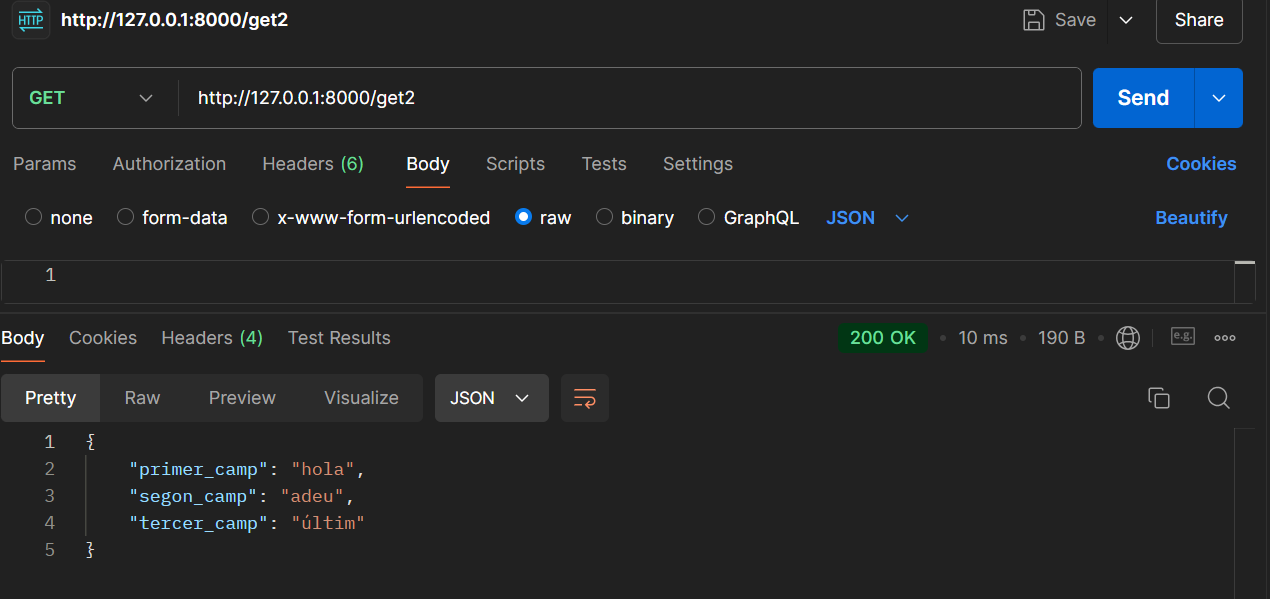 HTTP http://127.0.0.1:8000/get2 Save Share
GET http://127.0.0.1:8000/get2 Send
Params Authorization Headers (6) Body Scripts Tests Settings Cookies
none form-data x-www-form-urlencoded raw binary GraphQL JSON Beautify
1
Body Cookies Headers (4) Test Results 200 OK • 10 ms • 190 B • e.g.
Pretty Raw Preview Visualize JSON
1 {
2 "primer_camp": "hola",
3 "segon_camp": "adeu",
4 "tercer_camp": "últim"
5 }